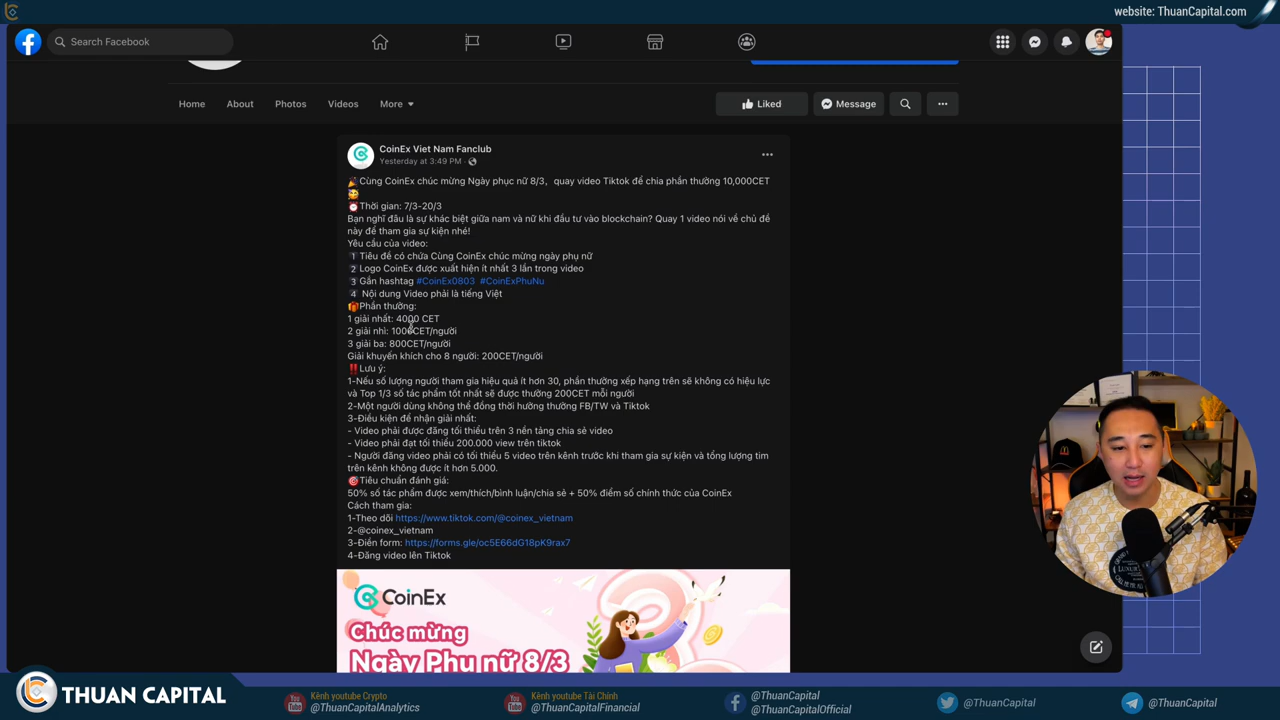 website: ThuanCapital.com
Search Facebook
Home About Photos Videos More Liked Message
CoinEx Viet Nam Fanclub
Yesterday at 3:49 PM ·
🎉Cùng CoinEx chúc mừng Ngày phục nữ 8/3, quay video Tiktok để chia phần thưởng 10,000CET
🥰
⏰Thời gian: 7/3-20/3
Bạn nghĩ đâu là sự khác biệt giữa nam và nữ khi đầu tư vào blockchain? Quay 1 video nói về chủ đề
này để tham gia sự kiện nhé!
Yêu cầu của video:
1 Tiêu đề có chứa Cùng CoinEx chúc mừng ngày phụ nữ
2 Logo CoinEx được xuất hiện ít nhất 3 lần trong video
3 Gắn hashtag #CoinEx0803 #CoinExPhuNu
4 Nội dung Video phải là tiếng Việt
🎁Phần thưởng:
1 giải nhất: 4000 CET
2 giải nhì: 1000CET/người
3 giải ba: 800CET/người
Giải khuyến khích cho 8 người: 200CET/người
‼️Lưu ý:
1-Nếu số lượng người tham gia hiệu quả ít hơn 30, phần thưởng xếp hạng trên sẽ không có hiệu lực
và Top 1/3 số tác phẩm tốt nhất sẽ được thưởng 200CET mỗi người
2-Một người dùng không thể đồng thời hưởng thưởng FB/TW và Tiktok
3-Điều kiện để nhận giải nhất:
- Video phải được đăng tối thiểu trên 3 nền tảng chia sẻ video
- Video phải đạt tối thiểu 200.000 view trên tiktok
- Người đăng video phải có tối thiểu 5 video trên kênh trước khi tham gia sự kiện và tổng lượng tim
trên kênh không được ít hơn 5.000.
🎯Tiêu chuẩn đánh giá:
50% số tác phẩm được xem/thích/bình luận/chia sẻ + 50% điểm số chính thức của CoinEx
Cách tham gia:
1-Theo dõi https://www.tiktok.com/@coinex_vietnam
2-@coinex_vietnam
3-Điền form: https://forms.gle/oc5E66dG18pK9rax7
4-Đăng video lên Tiktok
CoinEx
Chúc mừng
Ngày Phụ nữ 8/3
THUAN CAPITAL
Kênh youtube Crypto
@ThuanCapitalAnalytics
Kênh youtube Tài Chính
@ThuanCapitalFinancial
@ThuanCapital
@ThuanCapitalOfficial
@ThuanCapital
@ThuanCapital